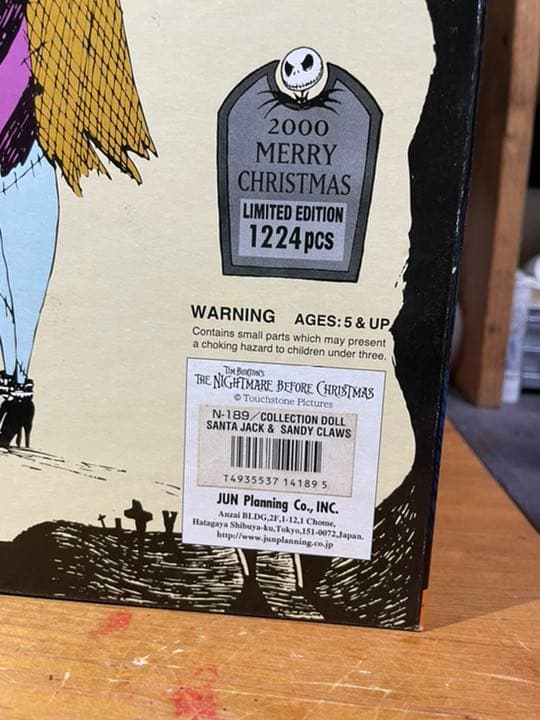 2000
MERRY
CHRISTMAS
LIMITED EDITION
1224pcs
WARNING AGES: 5 & UP
Contains small parts which may present
a choking hazard to children under three.
TIM BURTON'S
THE NIGHTMARE BEFORE CHRISTMAS
© Touchstone Pictures
N-189/COLLECTION DOLL
SANTA JACK & SANDY CLAWS
T4935537 14189 5
JUN Planning Co., INC.
Anzai BLDG,2F,1-12,1 Chome,
Hatagaya Shibuya-ku,Tokyo,151-0072,Japan.
http://www.junplanning.co.jp